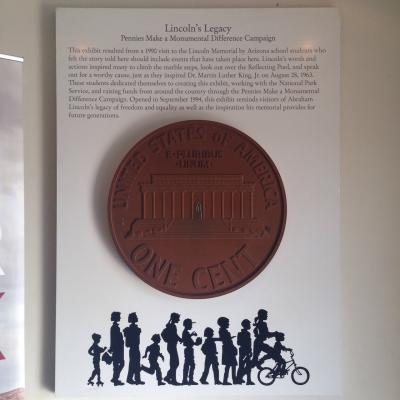 Lincoln's Legacy
Pennies Make a Monumental Difference Campaign
This exhibit resulted from a 1990 visit to the Lincoln Memorial by Arizona school students who
felt the story told here should include events that have taken place here. Lincoln's words and
actions inspired many to climb the marble steps, look out over the Reflecting Pool, and speak
out for a worthy cause, just as they inspired Dr. Martin Luther King, Jr. on August 28, 1963.
These students dedicated themselves to creating this exhibit, working with the National Park
Service, and raising funds from around the country through the Pennies Make a Monumental
Difference Campaign. Opened in September 1994, this exhibit reminds visitors of Abraham
Lincoln's legacy of freedom and equality as well as the inspiration his memorial provides for
future generations.
UNITED STATES OF AMERICA
E·PLURIBUS
UNUM
ONE CENT